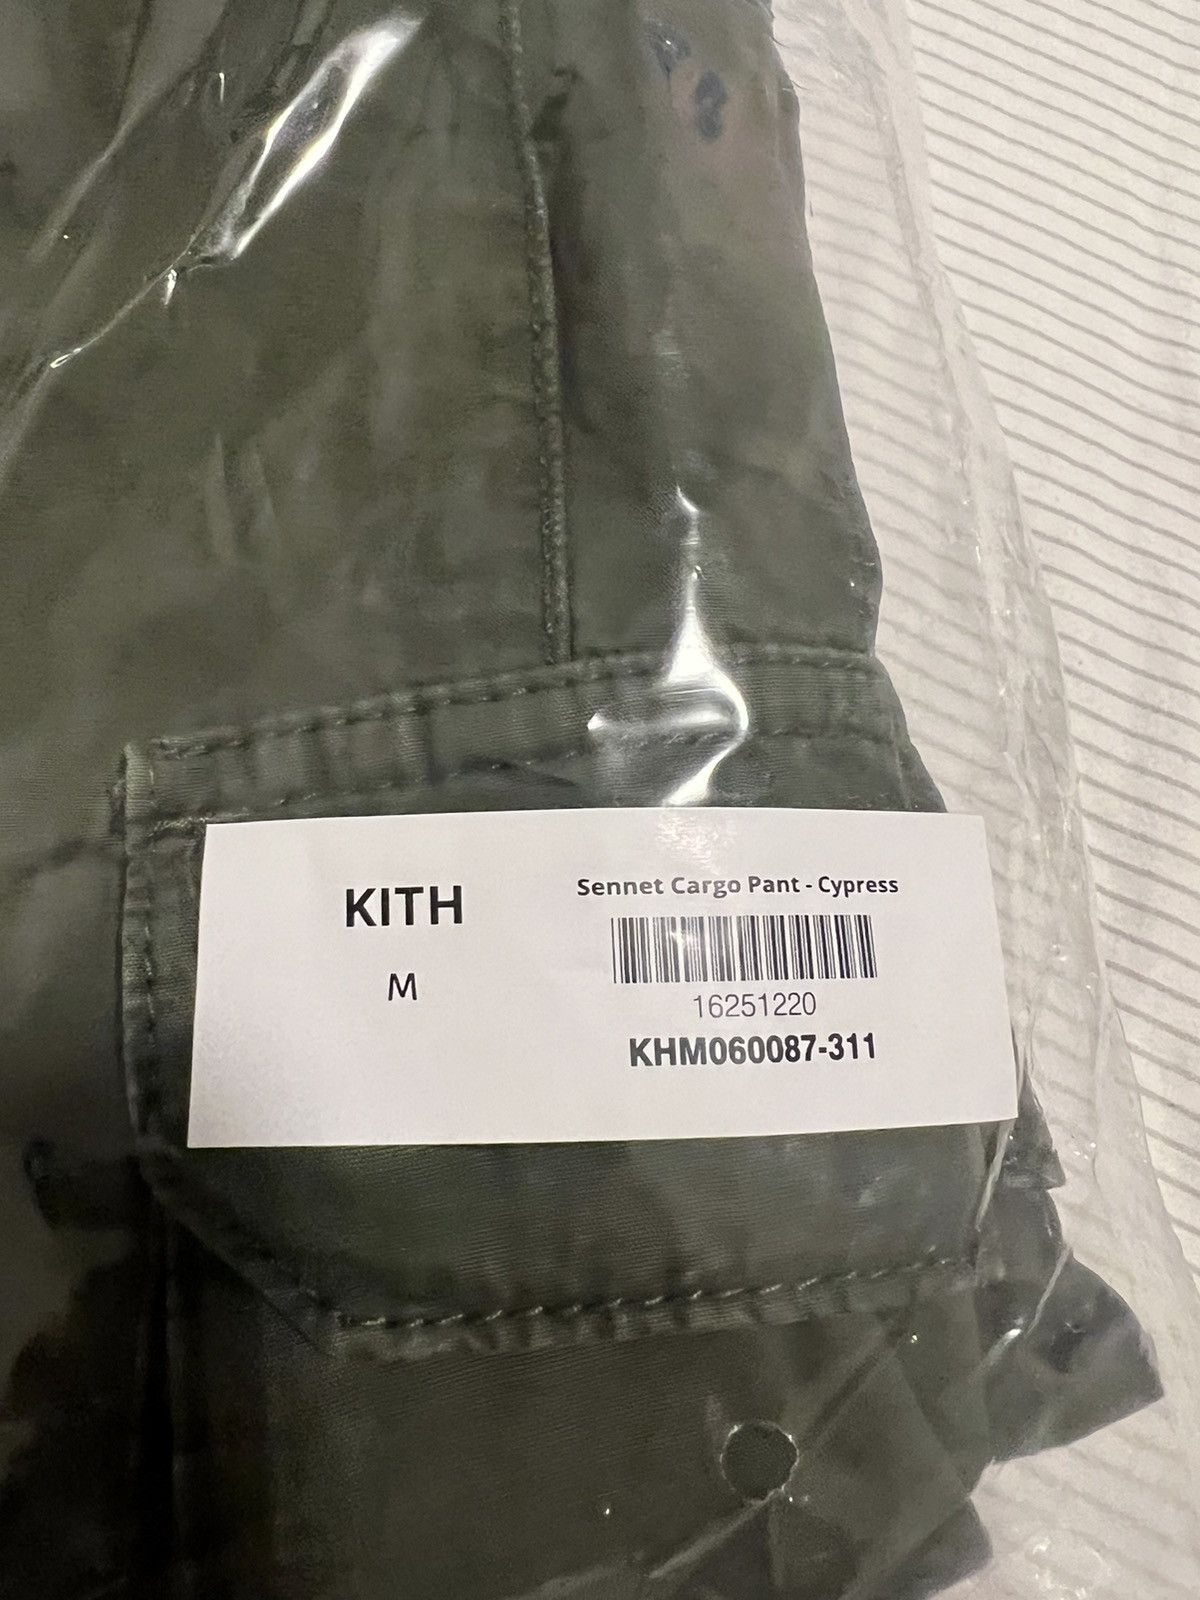 KITH
M
Sennet Cargo Pant - Cypress
16251220
KHM060087-311